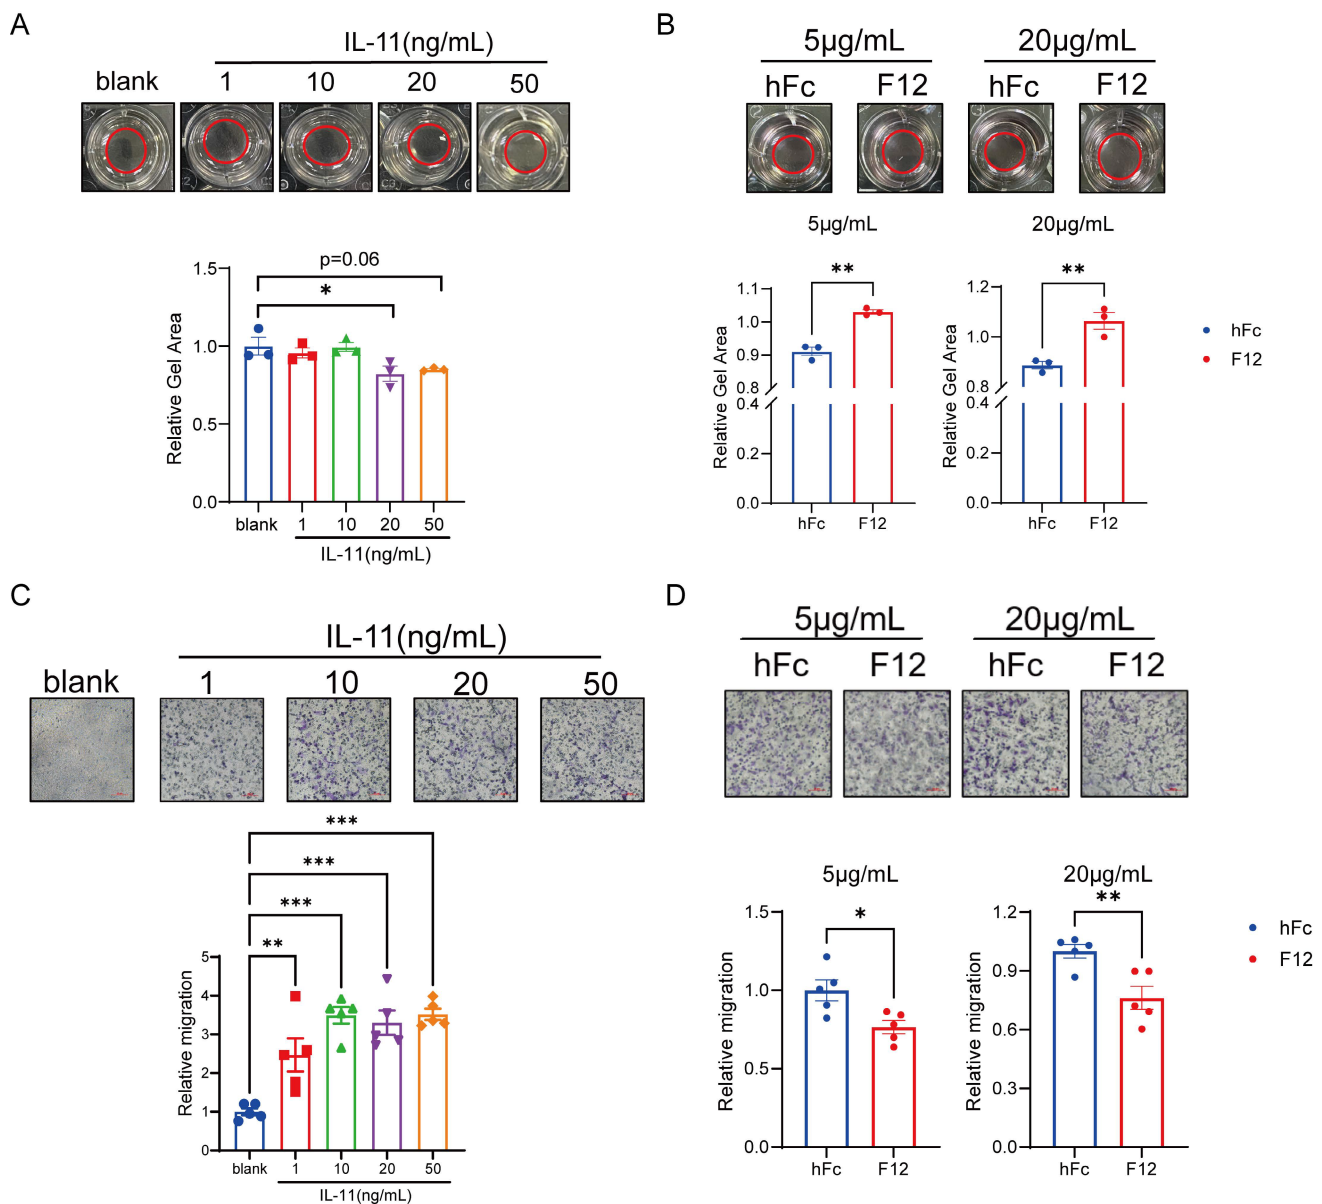 A
IL-11(ng/mL)
blank 1 10 20 50
p=0.06
*
1.5
1.0
0.5
0.0
Relative Gel Area
blank 1 10 20 50
IL-11(ng/mL)
B
5µg/mL 20µg/mL
hFc F12 hFc F12
5µg/mL
**
1.1
1.0
0.9
0.8
0.4
0.2
0.0
Relative Gel Area
hFc F12
20µg/mL
**
1.2
1.0
0.8
0.4
0.2
0.0
Relative Gel Area
hFc F12
hFc
F12
C
IL-11(ng/mL)
blank 1 10 20 50
***
***
***
**
5
4
3
2
1
0
Relative migration
blank 1 10 20 50
IL-11(ng/mL)
D
5µg/mL 20µg/mL
hFc F12 hFc F12
5µg/mL
*
1.5
1.0
0.5
0.0
Relative migration
hFc F12
20µg/mL
**
1.2
0.9
0.6
0.3
0.0
Relative migration
hFc F12
hFc
F12